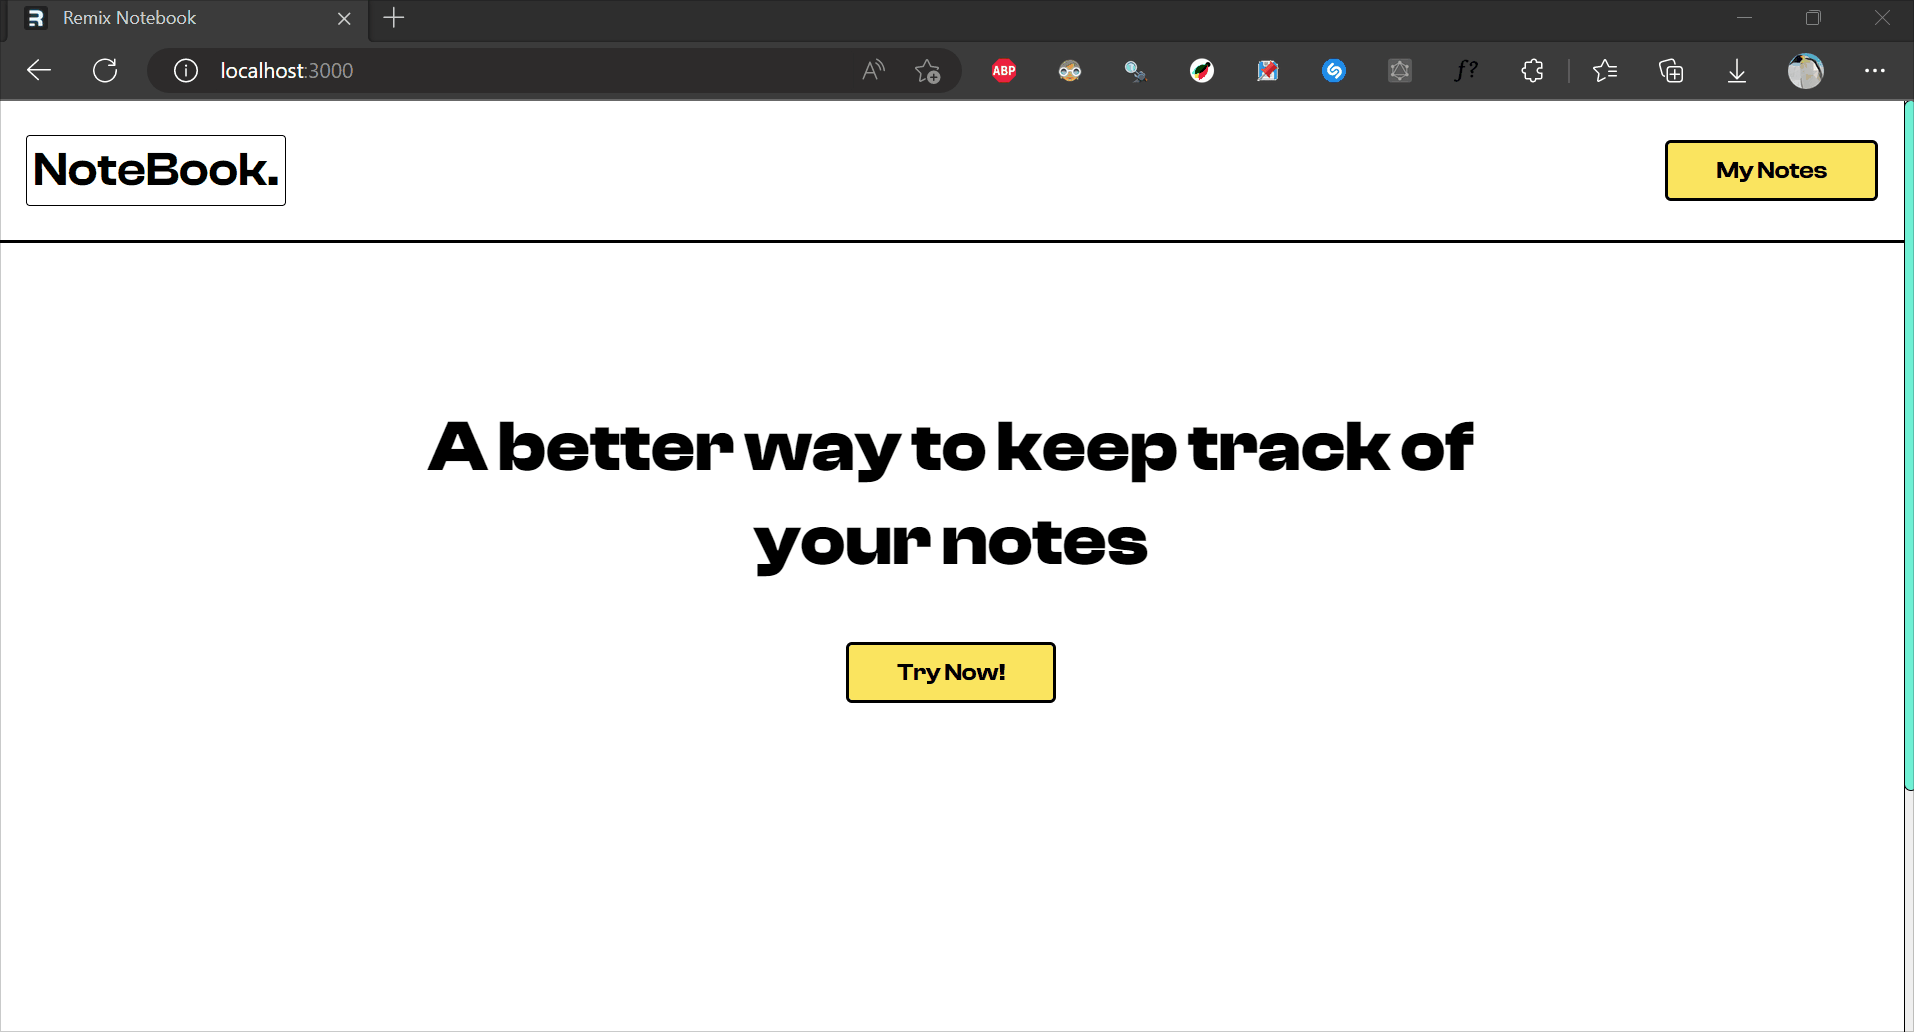 Remix Notebook
localhost:3000
ABP
f?
NoteBook.
My Notes
A better way to keep track of
your notes
Try Now!